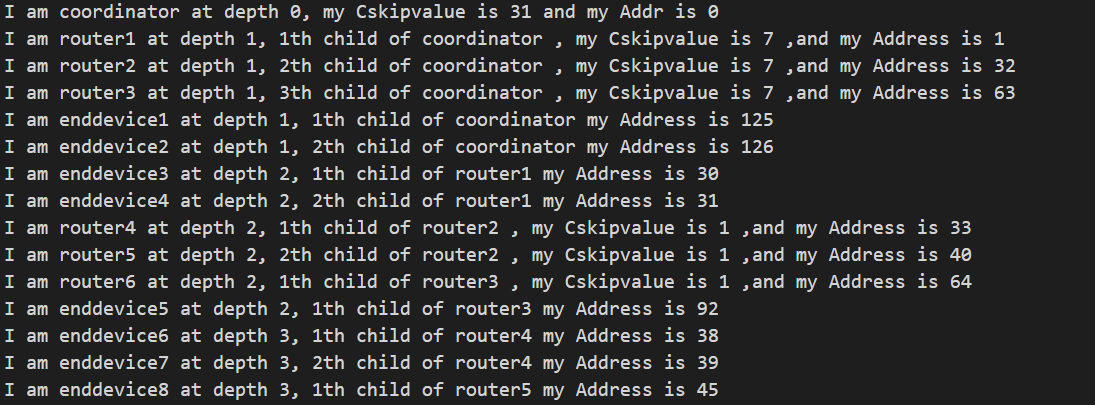 I am coordinator at depth 0, my Cskipvalue is 31 and my Addr is 0
I am router1 at depth 1, 1th child of coordinator , my Cskipvalue is 7 ,and my Address is 1
I am router2 at depth 1, 2th child of coordinator , my Cskipvalue is 7 ,and my Address is 32
I am router3 at depth 1, 3th child of coordinator , my Cskipvalue is 7 ,and my Address is 63
I am enddevice1 at depth 1, 1th child of coordinator my Address is 125
I am enddevice2 at depth 1, 2th child of coordinator my Address is 126
I am enddevice3 at depth 2, 1th child of router1 my Address is 30
I am enddevice4 at depth 2, 2th child of router1 my Address is 31
I am router4 at depth 2, 1th child of router2 , my Cskipvalue is 1 ,and my Address is 33
I am router5 at depth 2, 2th child of router2 , my Cskipvalue is 1 ,and my Address is 40
I am router6 at depth 2, 1th child of router3 , my Cskipvalue is 1 ,and my Address is 64
I am enddevice5 at depth 2, 1th child of router3 my Address is 92
I am enddevice6 at depth 3, 1th child of router4 my Address is 38
I am enddevice7 at depth 3, 2th child of router4 my Address is 39
I am enddevice8 at depth 3, 1th child of router5 my Address is 45